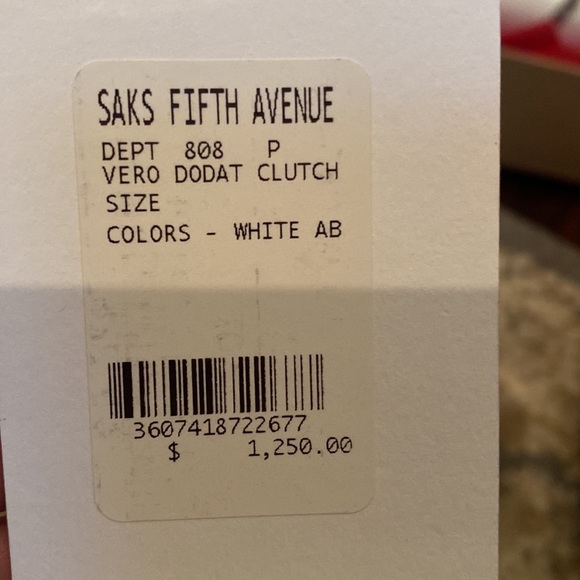 SAKS FIFTH AVENUE
DEPT 808 P
VERO DODAT CLUTCH
SIZE
COLORS - WHITE AB
3607418722677
$ 1,250.00